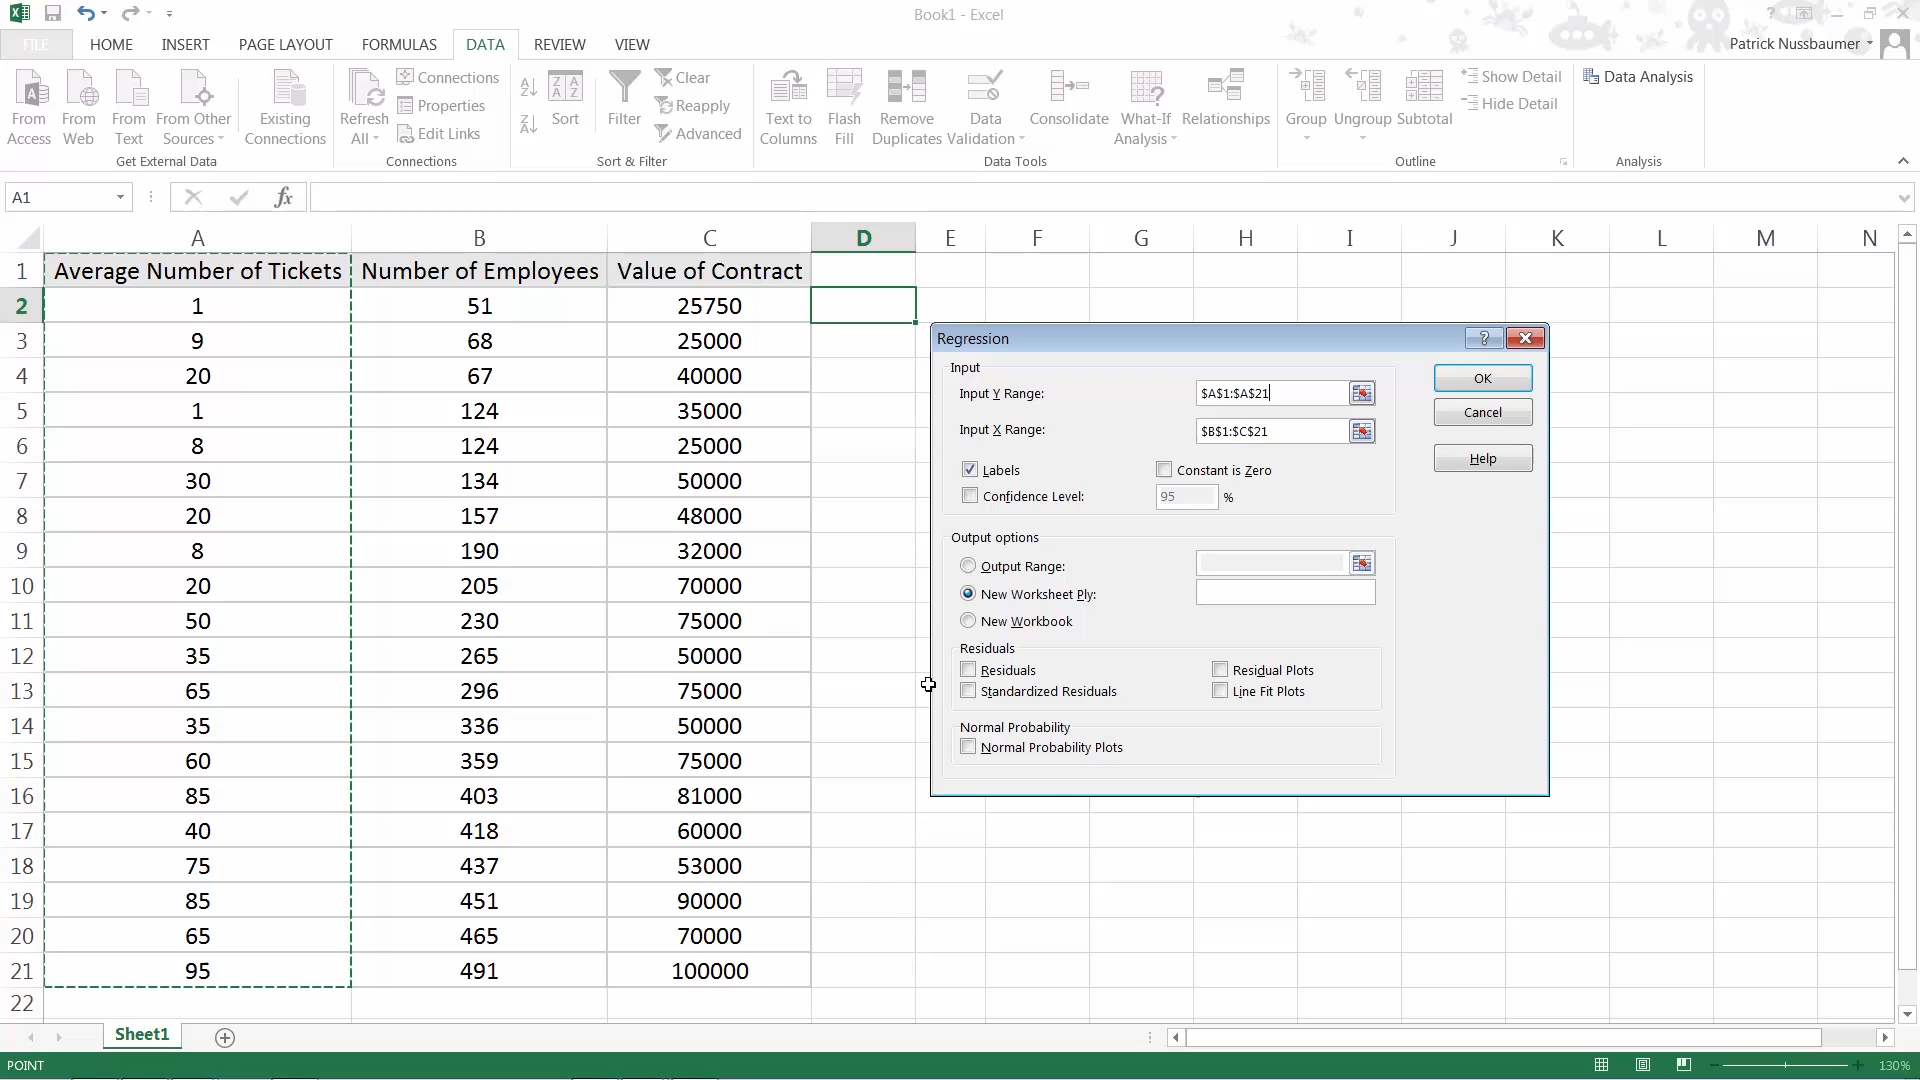 Book1 - Excel
FILE HOME INSERT PAGE LAYOUT FORMULAS DATA REVIEW VIEW
Patrick Nussbaumer
From Access
From Web
From Text
From Other Sources
Existing Connections
Get External Data
Refresh All
Connections
Properties
Edit Links
Connections
Sort
Filter
Clear
Reapply
Advanced
Sort & Filter
Text to Columns
Flash Fill
Remove Duplicates
Data Validation
Consolidate
What-If Analysis
Relationships
Data Tools
Group
Ungroup
Subtotal
Show Detail
Hide Detail
Outline
Data Analysis
Analysis
A1
fx
A B C D E F G H I J K L M N
1 Average Number of Tickets Number of Employees Value of Contract
2 1 51 25750
3 9 68 25000
4 20 67 40000
5 1 124 35000
6 8 124 25000
7 30 134 50000
8 20 157 48000
9 8 190 32000
10 20 205 70000
11 50 230 75000
12 35 265 50000
13 65 296 75000
14 35 336 50000
15 60 359 75000
16 85 403 81000
17 40 418 60000
18 75 437 53000
19 85 451 90000
20 65 465 70000
21 95 491 100000
22
Regression
Input
Input Y Range: $A$1:$A$21
Input X Range: $B$1:$C$21
Labels Constant is Zero
Confidence Level: 95 %
Output options
Output Range:
New Worksheet Ply:
New Workbook
Residuals
Residuals Residual Plots
Standardized Residuals Line Fit Plots
Normal Probability
Normal Probability Plots
OK
Cancel
Help
Sheet1
POINT
130%